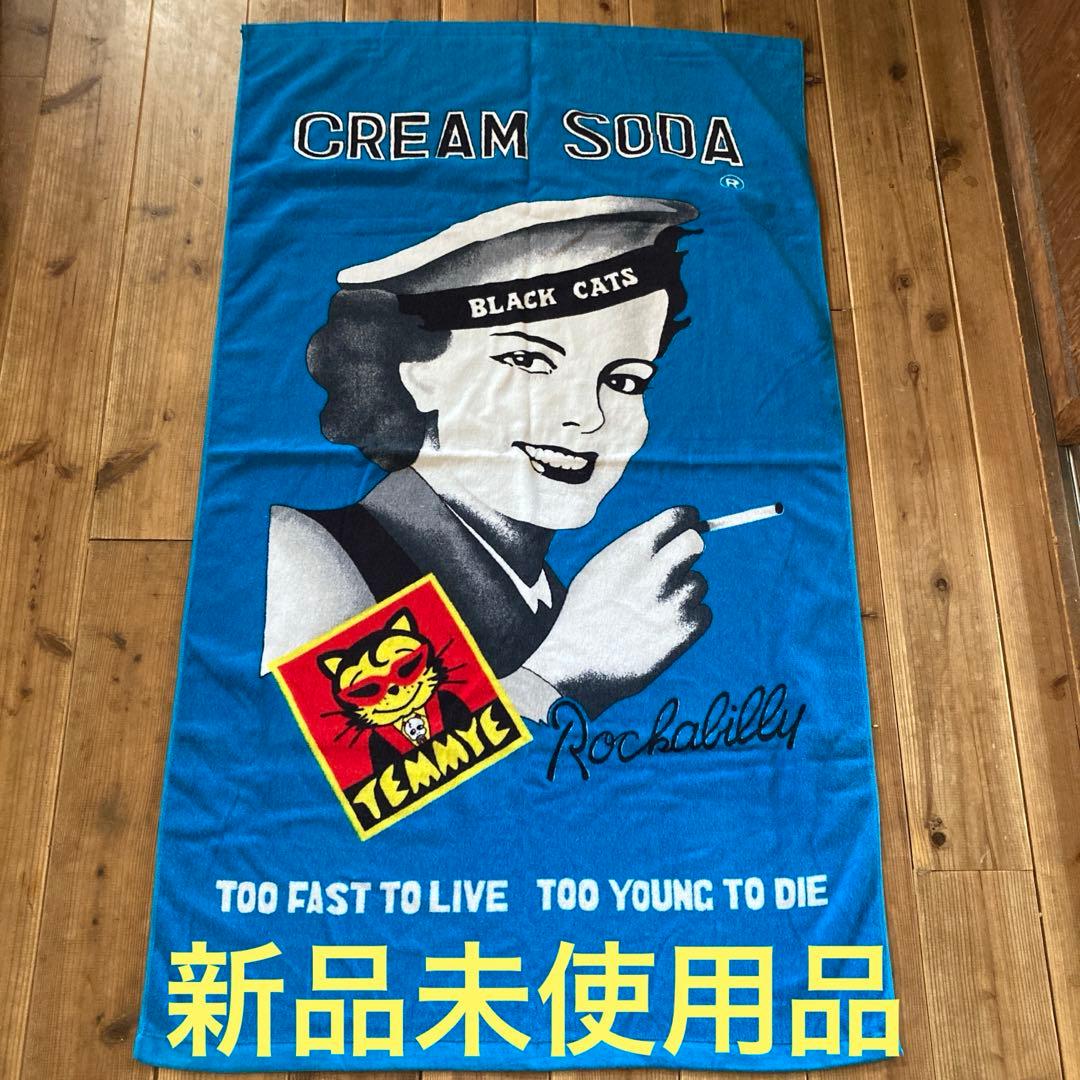 CREAM SODA
®
BLACK CATS
TEMMYE
Rockabilly
TOO FAST TO LIVE TOO YOUNG TO DIE
新品未使用品